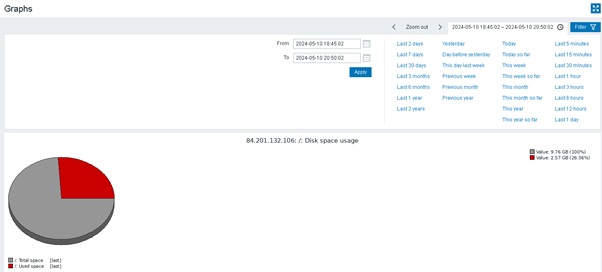 Graphs
Zoom out 2024-05-10 18:45:02 – 2024-05-10 20:50:02 Filter
From 2024-05-10 18:45:02
To 2024-05-10 20:50:02
Apply
Last 2 days Yesterday Today Last 5 minutes
Last 7 days Day before yesterday Today so far Last 15 minutes
Last 30 days This day last week This week Last 30 minutes
Last 3 months Previous week This week so far Last 1 hour
Last 6 months Previous month This month Last 3 hours
Last 1 year Previous year This month so far Last 6 hours
Last 2 years This year Last 12 hours
This year so far Last 1 day
84.201.132.106: /: Disk space usage
Value: 9.76 GB (100%)
Value: 2.57 GB (26.36%)
/: Total space [last]
/: Used space [last]